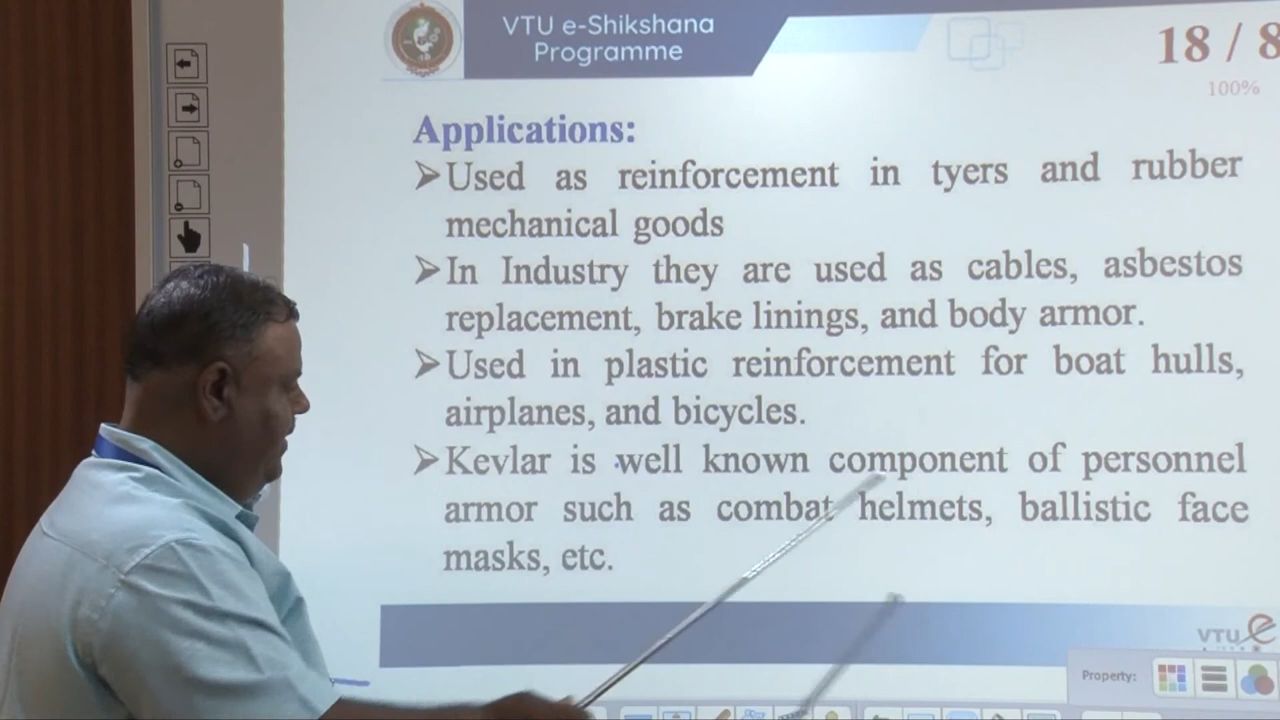 VTU e-Shikshana
Programme
18 / 8
100%
Applications:
➢Used as reinforcement in tyers and rubber
mechanical goods
➢In Industry they are used as cables, asbestos
replacement, brake linings, and body armor.
➢Used in plastic reinforcement for boat hulls,
airplanes, and bicycles.
➢Kevlar is well known component of personnel
armor such as combat helmets, ballistic face
masks, etc.
VTU e
Property: